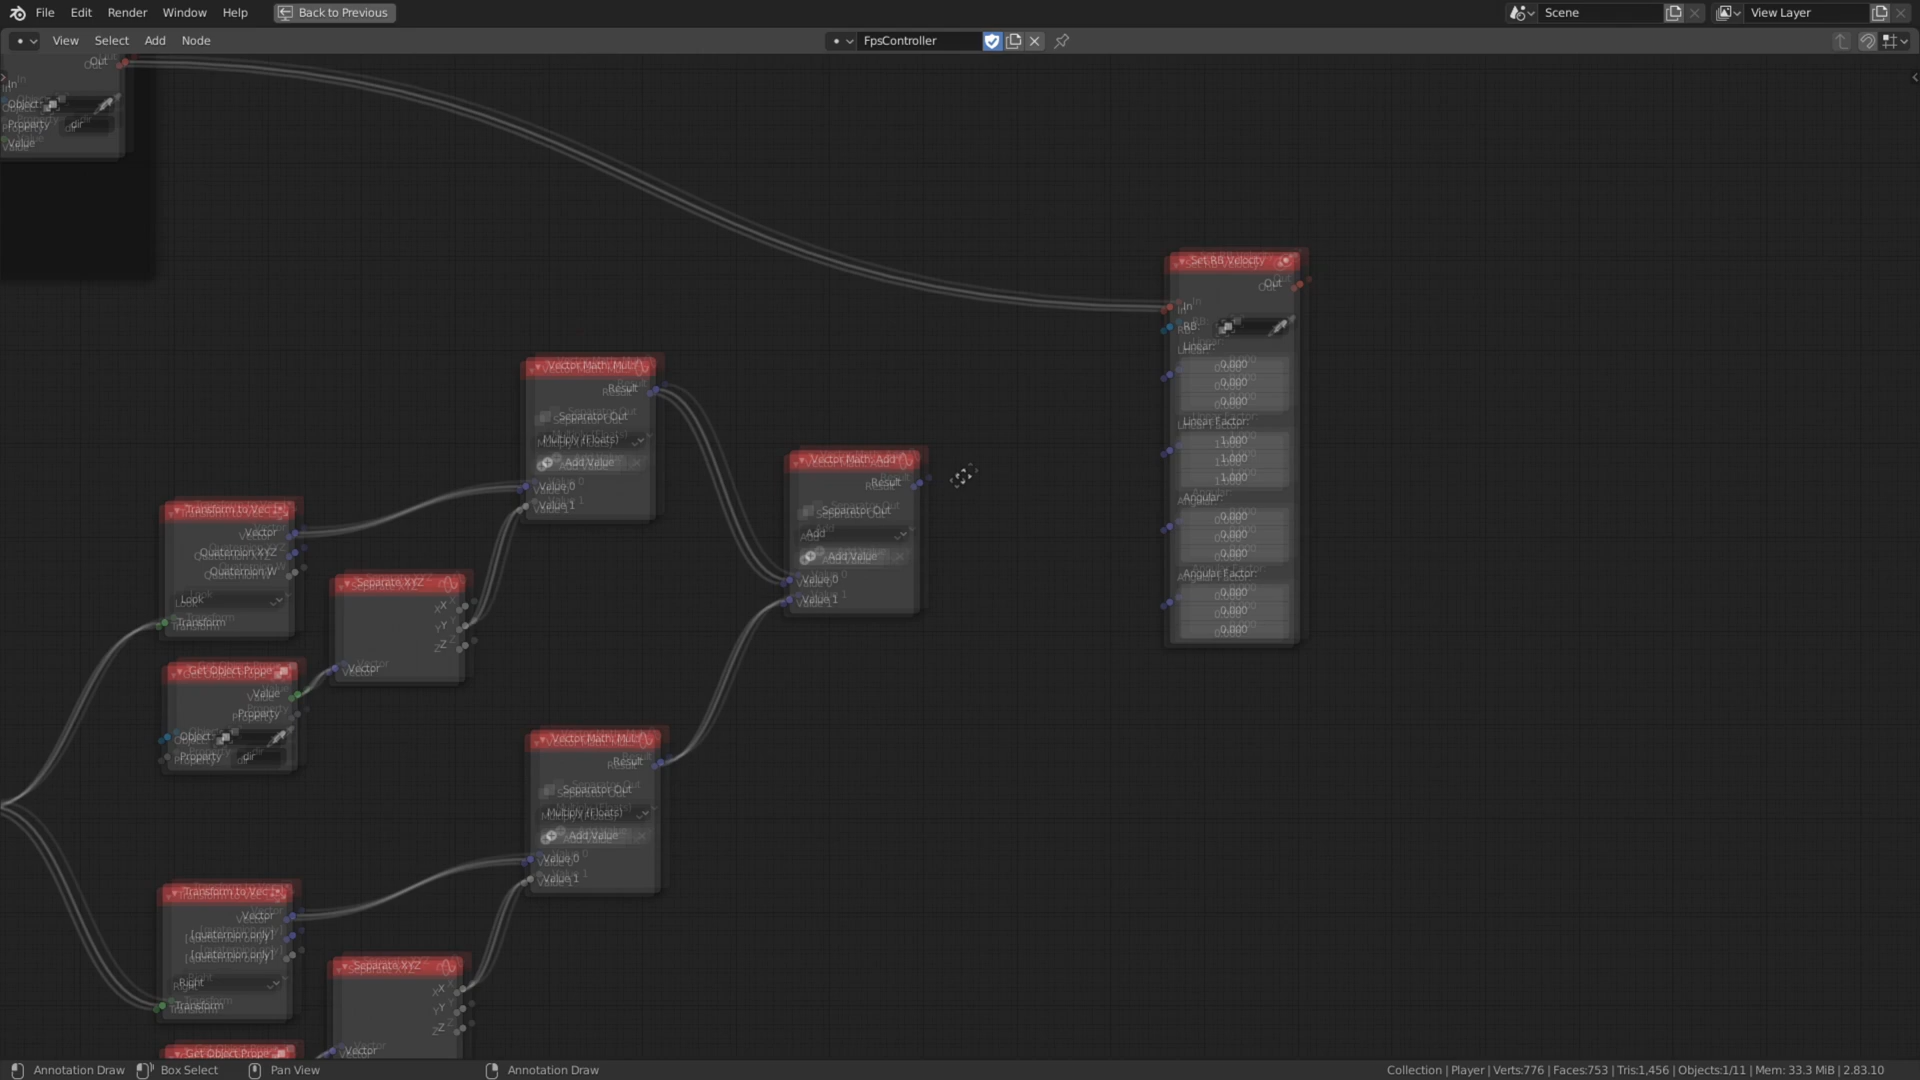 File Edit Render Window Help Back to Previous Scene View Layer
View Select Add Node FpsController
Out
In
Object:
Property dir
Value
Set RB Velocity
Out
In
RB:
Linear:
0.000
0.000
0.000
Linear Factor:
1.000
1.000
1.000
Angular:
0.000
0.000
0.000
Angular Factor:
0.000
0.000
0.000
Vector Math: Mult
Result
Separator Out
Multiply (Floats)
Add Value
Value 0
Value 1
Vector Math: Add
Result
Separator Out
Add
Add Value
Value 0
Value 1
Transform to Vec
Vector
Quaternion XYZ
Quaternion W
Look
Transform
Separate XYZ
X
Y
Z
Vector
Get Object Prope
Value
Property
Object:
Property dir
Vector Math: Mult
Result
Separator Out
Multiply (Floats)
Add Value
Value 0
Value 1
Transform to Vec
Vector
[quaternion only]
[quaternion only]
Right
Transform
Separate XYZ
X
Y
Z
Vector
Get Object Prope
Annotation Draw Box Select Pan View Annotation Draw Collection | Player | Verts:776 | Faces:753 | Tris:1,456 | Objects:1/11 | Mem: 33.3 MiB | 2.83.10